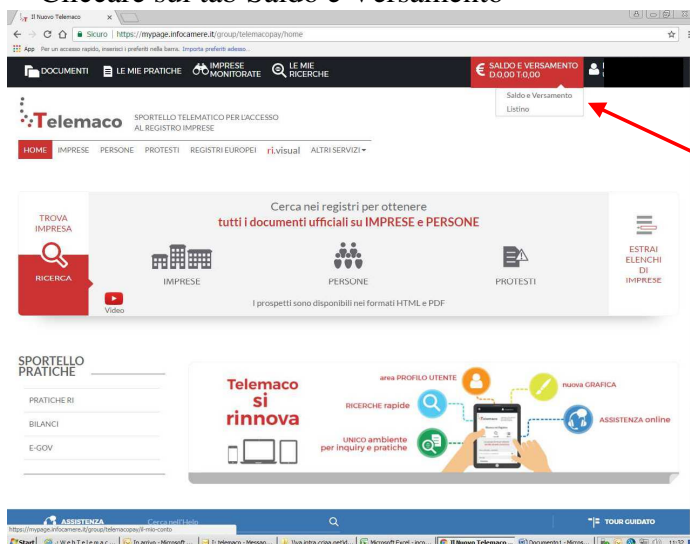 Cliccare sul tab Saldo e Versamento
Il Nuovo Telemaco
Sicuro | https://mypage.infocamere.it/group/telemacopay/home
App Per un accesso rapido, inserisci i preferiti nella barra. Importa preferiti adesso...
DOCUMENTI LE MIE PRATICHE IMPRESE MONITORATE LE MIE RICERCHE € SALDO E VERSAMENTO
D:0,00 T:0,00
Saldo e Versamento
Listino
Telemaco SPORTELLO TELEMATICO PER L'ACCESSO
AL REGISTRO IMPRESE
HOME IMPRESE PERSONE PROTESTI REGISTRI EUROPEI ri.visual ALTRI SERVIZI
TROVA
IMPRESA
RICERCA
Cerca nei registri per ottenere
tutti i documenti ufficiali su IMPRESE e PERSONE
IMPRESE PERSONE PROTESTI
Video
I prospetti sono disponibili nei formati HTML e PDF
ESTRAI
ELENCHI
DI
IMPRESE
SPORTELLO
PRATICHE
PRATICHE RI
BILANCI
E-GOV
Telemaco
si
rinnova
area PROFILO UTENTE
RICERCHE rapide
UNICO ambiente
per inquiry e pratiche
nuova GRAFICA
ASSISTENZA online
ASSISTENZA Cerca nell'Help TOUR GUIDATO
https://mypage.infocamere.it/group/telemacopay/il-mio-conto
Start WebTelemac... In arrivo - Microsoft ... telemaco - Messag... Microsoft Excel - inco... Il Nuovo Telemaco ... Documento1 - Micros... 11:32